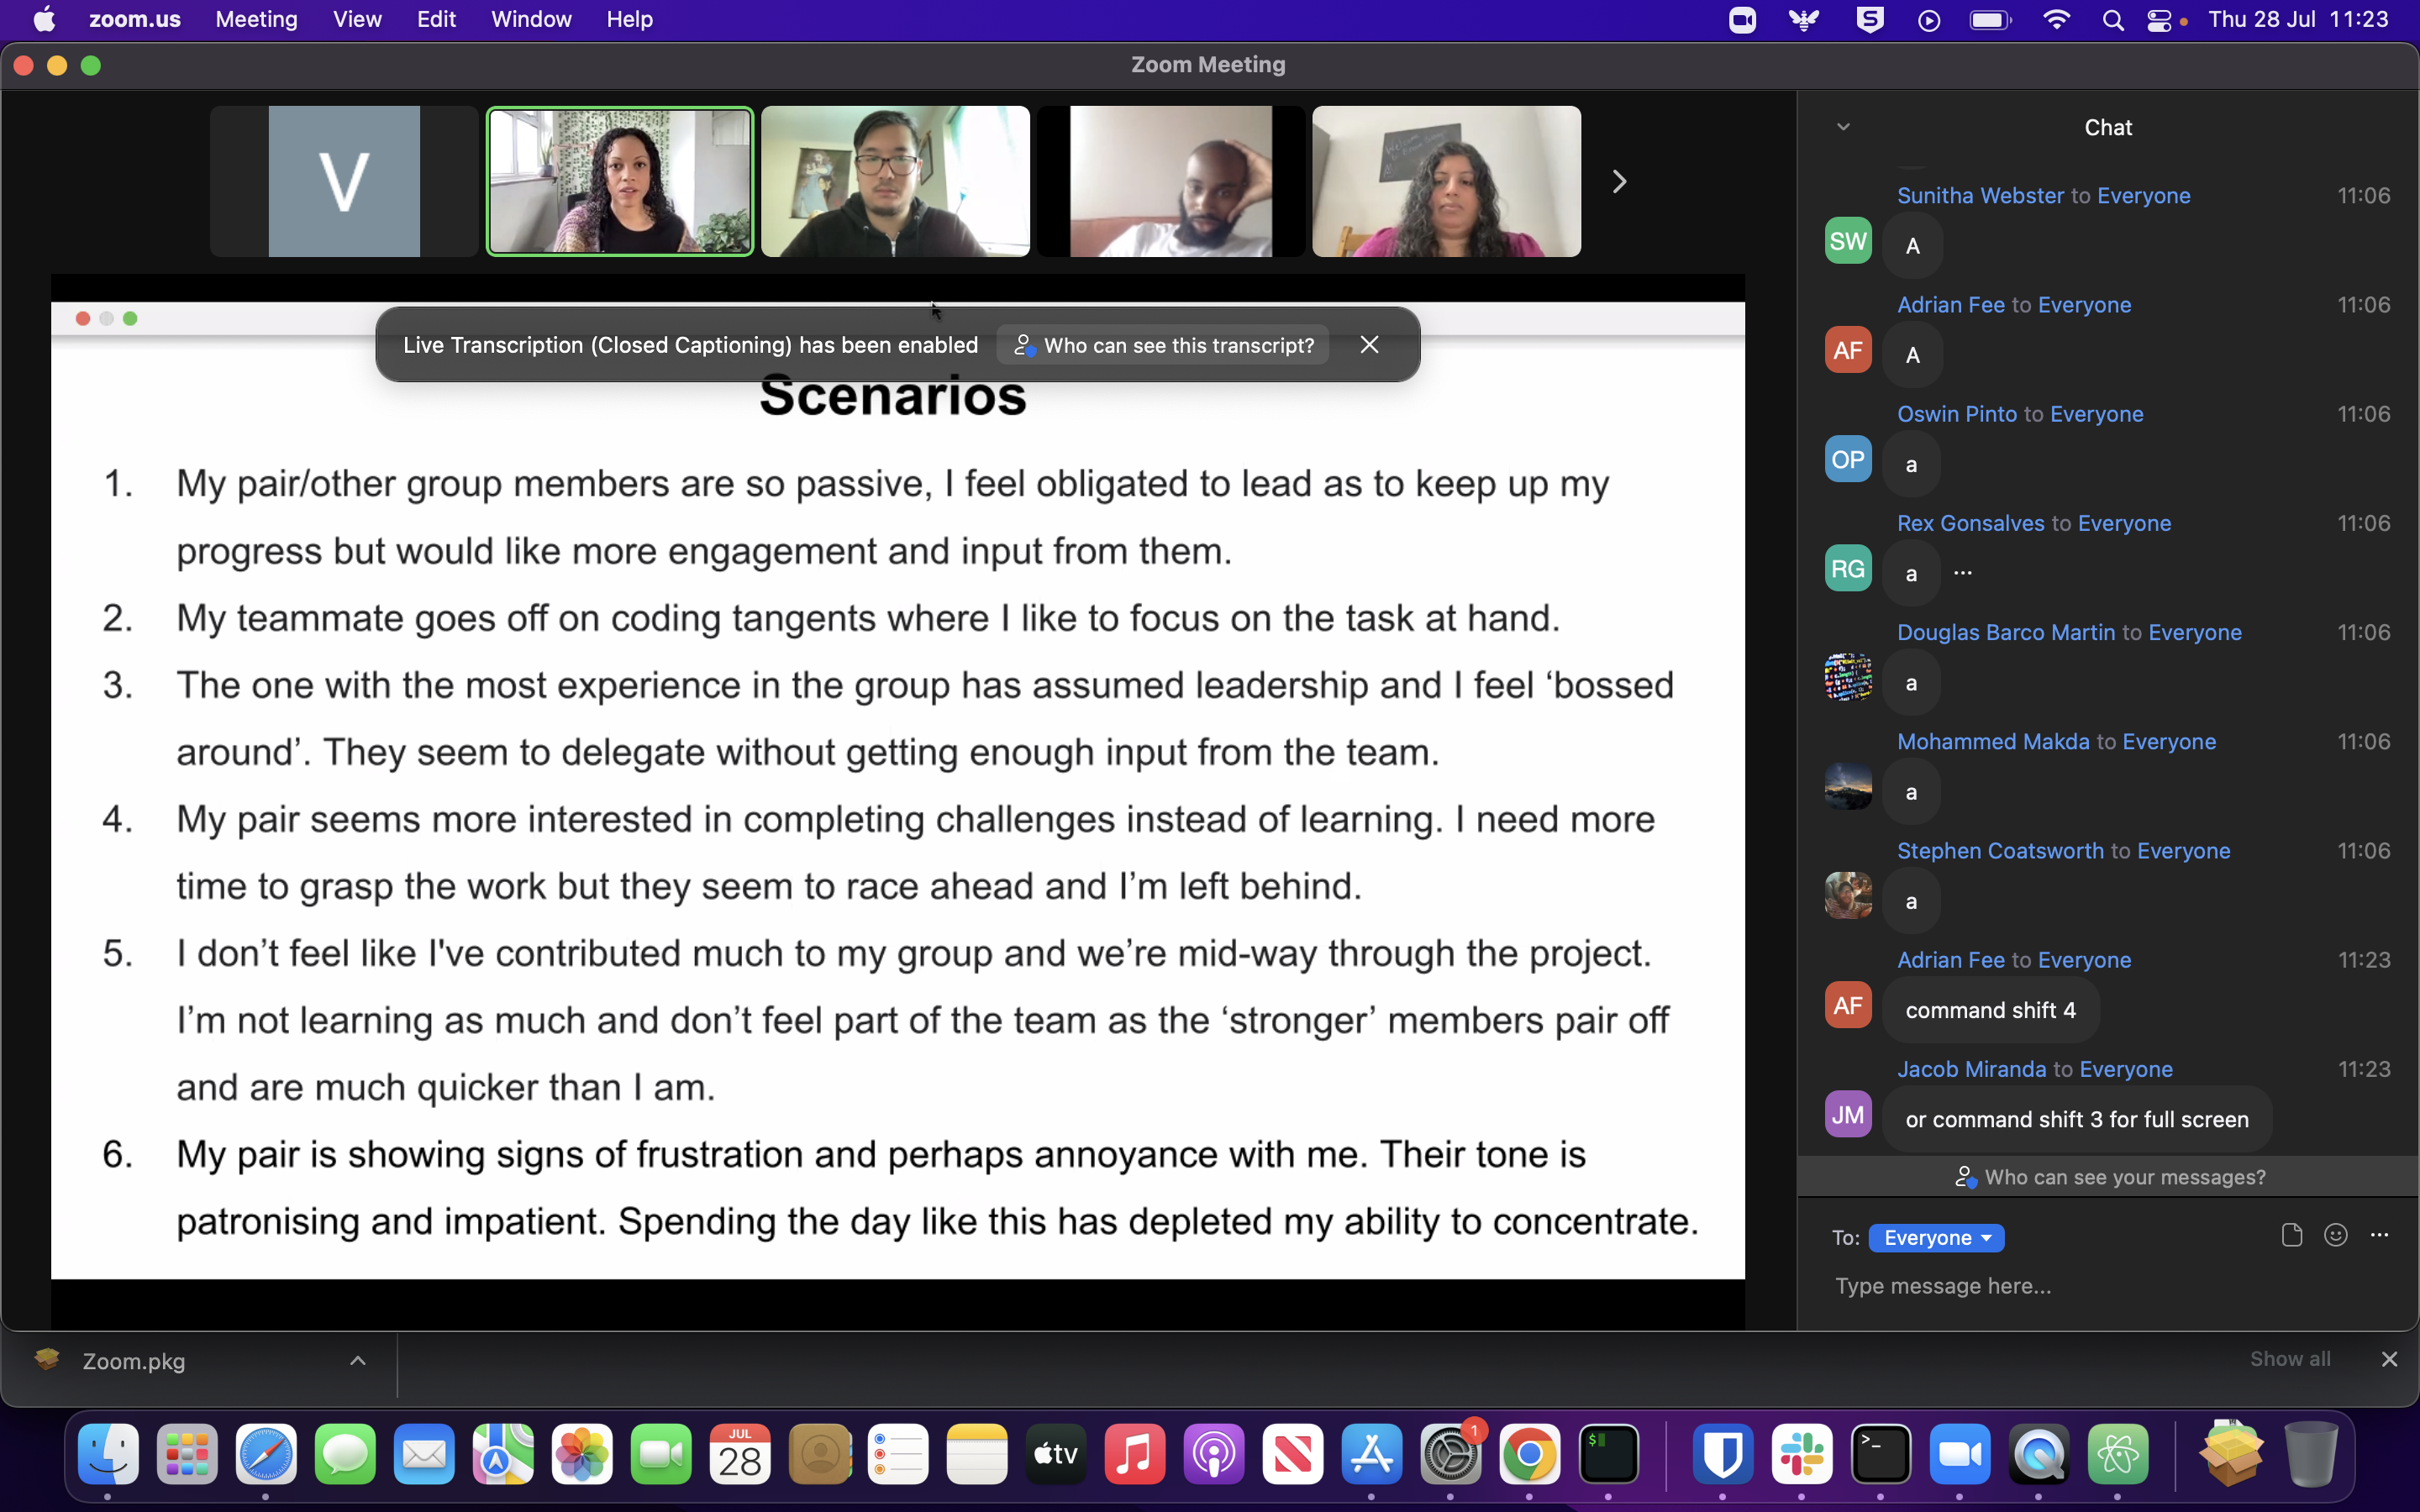 zoom.us Meeting View Edit Window Help
Thu 28 Jul 11:23
Zoom Meeting
V
Live Transcription (Closed Captioning) has been enabled
Who can see this transcript?
Scenarios
1. My pair/other group members are so passive, I feel obligated to lead as to keep up my
progress but would like more engagement and input from them.
2. My teammate goes off on coding tangents where I like to focus on the task at hand.
3. The one with the most experience in the group has assumed leadership and I feel ‘bossed
around’. They seem to delegate without getting enough input from the team.
4. My pair seems more interested in completing challenges instead of learning. I need more
time to grasp the work but they seem to race ahead and I’m left behind.
5. I don’t feel like I've contributed much to my group and we’re mid-way through the project.
I’m not learning as much and don’t feel part of the team as the ‘stronger’ members pair off
and are much quicker than I am.
6. My pair is showing signs of frustration and perhaps annoyance with me. Their tone is
patronising and impatient. Spending the day like this has depleted my ability to concentrate.
Chat
Sunitha Webster to Everyone 11:06
SW A
Adrian Fee to Everyone 11:06
AF A
Oswin Pinto to Everyone 11:06
OP a
Rex Gonsalves to Everyone 11:06
RG a ...
Douglas Barco Martin to Everyone 11:06
a
Mohammed Makda to Everyone 11:06
a
Stephen Coatsworth to Everyone 11:06
a
Adrian Fee to Everyone 11:23
AF command shift 4
Jacob Miranda to Everyone 11:23
JM or command shift 3 for full screen
Who can see your messages?
To: Everyone
Type message here...
Zoom.pkg
Show all
JUL
28
tv
1
$
>_